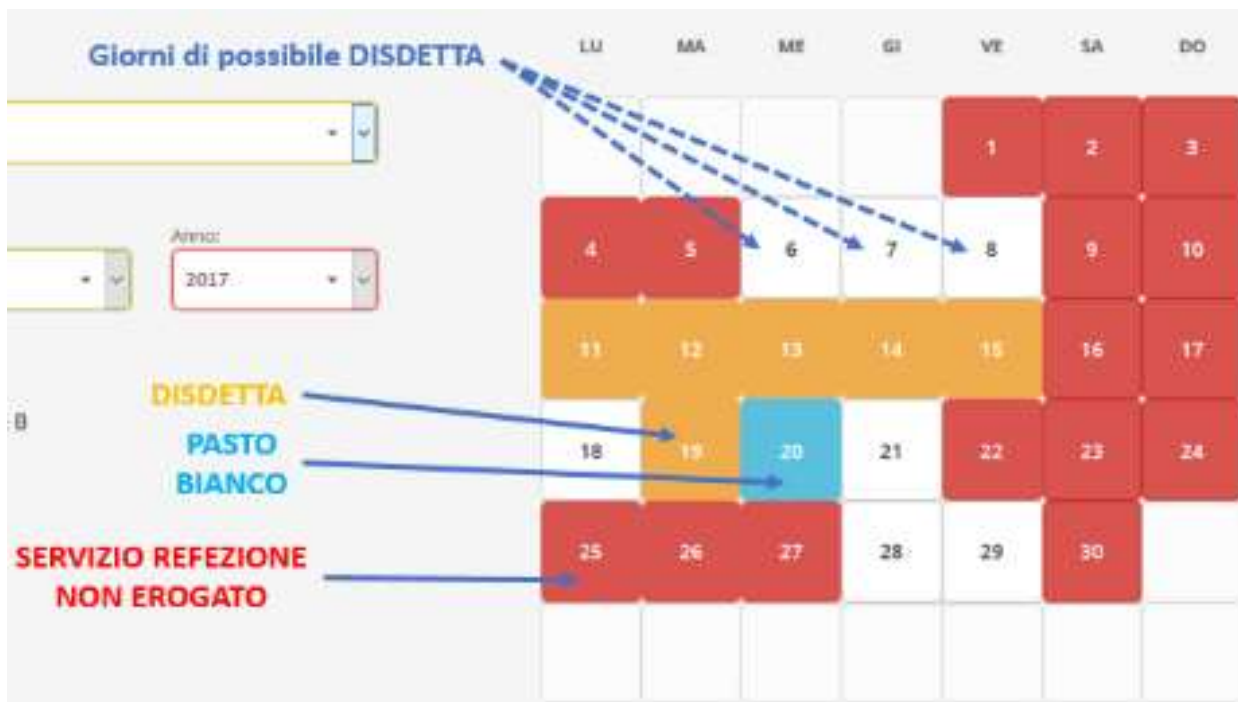 Giorni di possibile DISDETTA
LU MA ME GI VE SA DO
1 2 3
Anno:
2017
4 5 6 7 8 9 10
11 12 13 14 15 16 17
DISDETTA
B
PASTO
BIANCO
18 19 20 21 22 23 24
SERVIZIO REFEZIONE
NON EROGATO
25 26 27 28 29 30